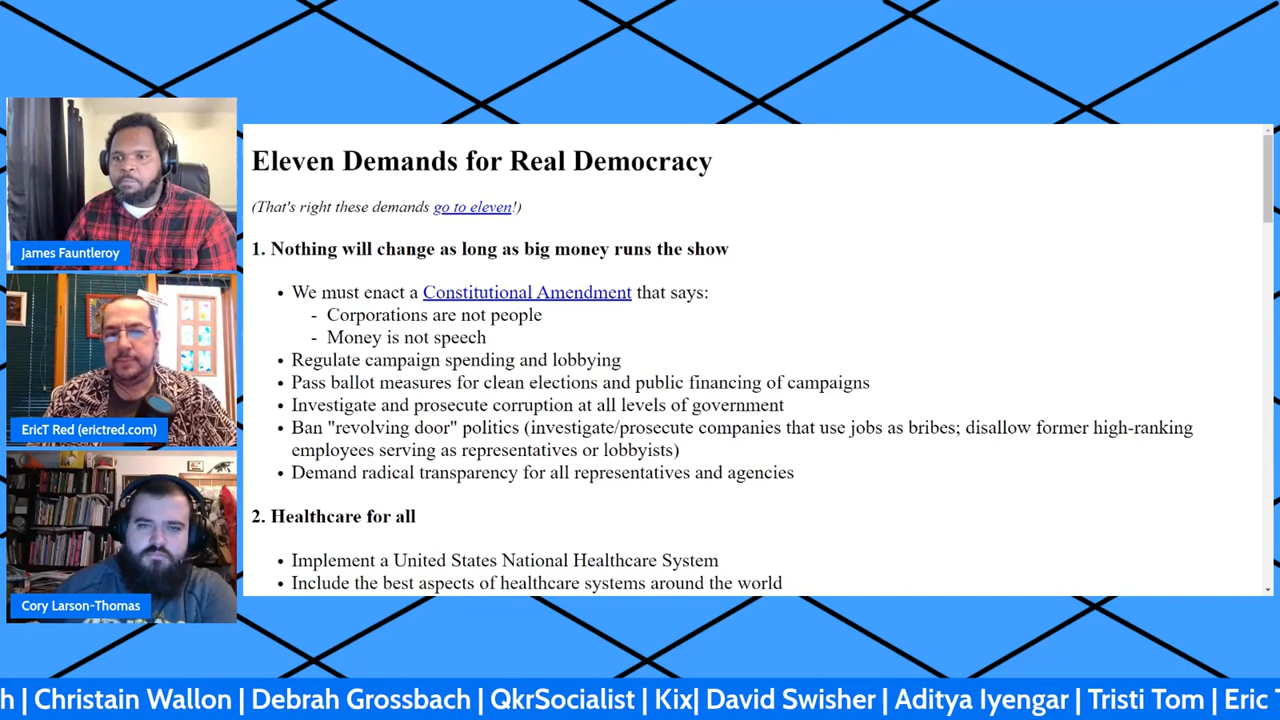 Eleven Demands for Real Democracy
(That's right these demands go to eleven!)
1. Nothing will change as long as big money runs the show
• We must enact a Constitutional Amendment that says:
- Corporations are not people
- Money is not speech
• Regulate campaign spending and lobbying
• Pass ballot measures for clean elections and public financing of campaigns
• Investigate and prosecute corruption at all levels of government
• Ban "revolving door" politics (investigate/prosecute companies that use jobs as bribes; disallow former high-ranking
employees serving as representatives or lobbyists)
• Demand radical transparency for all representatives and agencies
2. Healthcare for all
• Implement a United States National Healthcare System
• Include the best aspects of healthcare systems around the world
James Fauntleroy
EricT Red (erictred.com)
Cory Larson-Thomas
h | Christain Wallon | Debrah Grossbach | QkrSocialist | Kix| David Swisher | Aditya Iyengar | Tristi Tom | Eric T